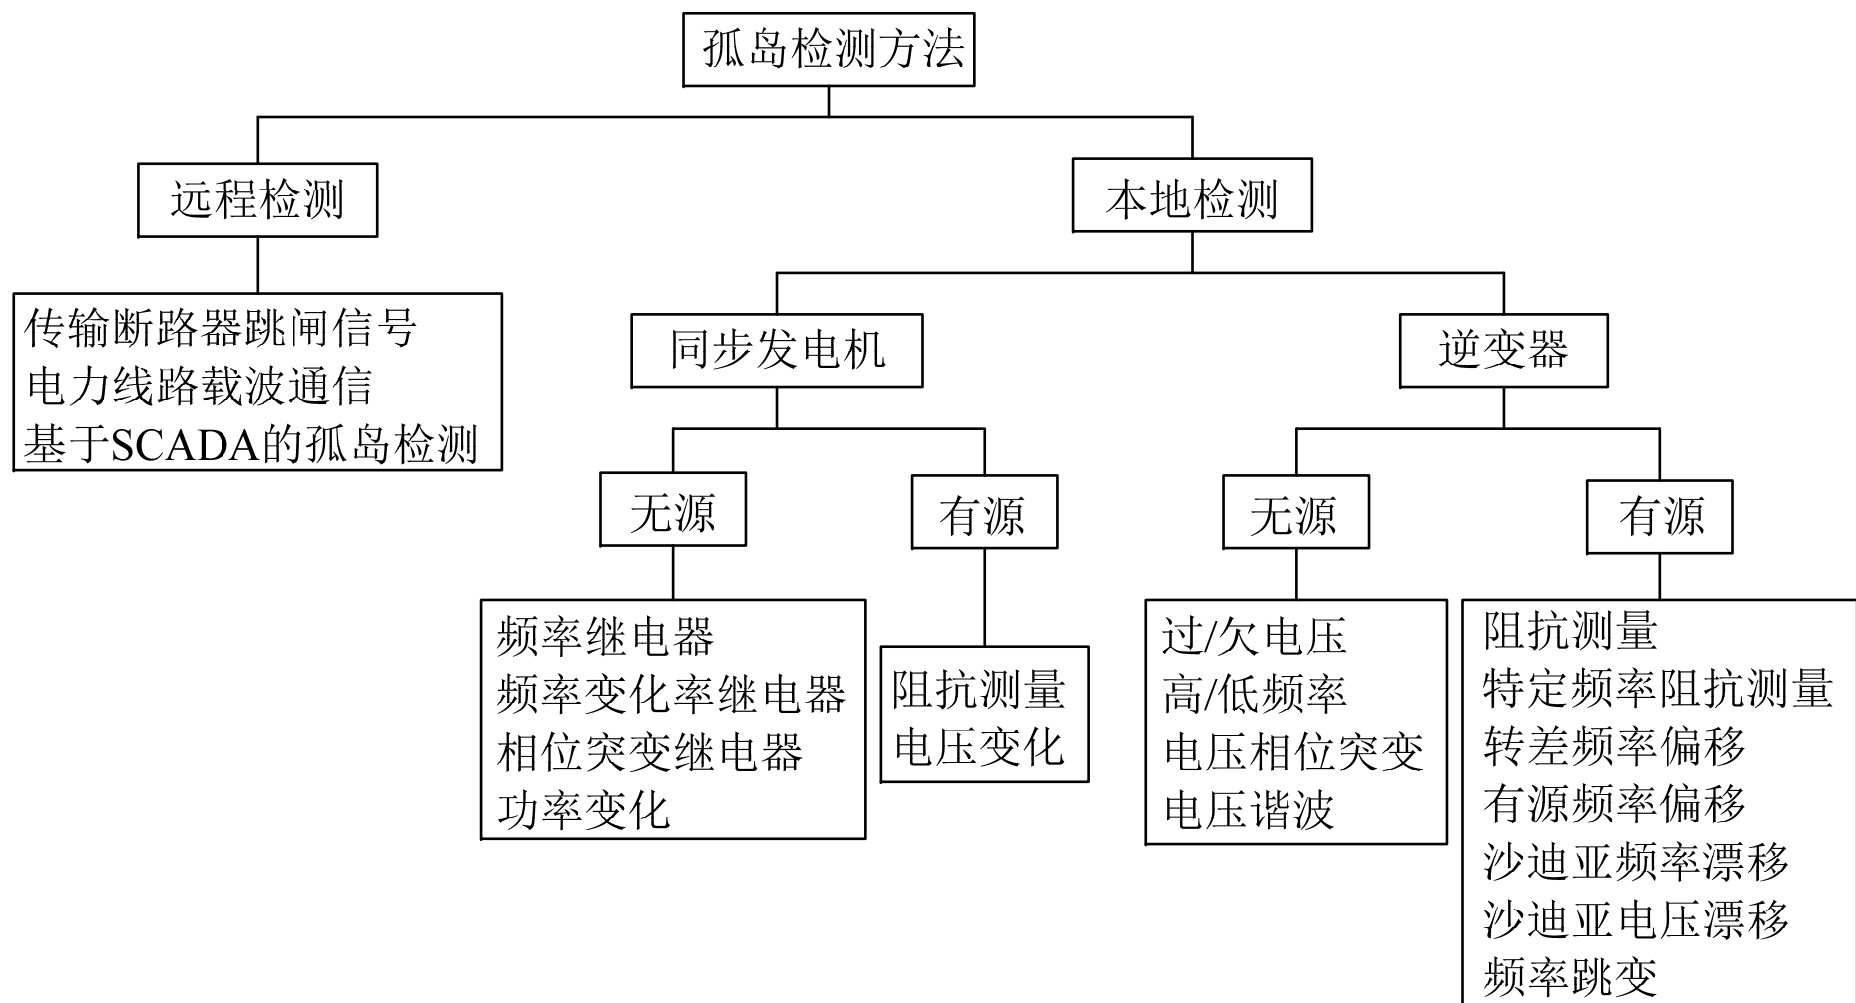 孤岛检测方法
远程检测
本地检测
传输断路器跳闸信号
电力线路载波通信
基于SCADA的孤岛检测
同步发电机
逆变器
无源
有源
无源
有源
频率继电器
频率变化率继电器
相位突变继电器
功率变化
阻抗测量
电压变化
过/欠电压
高/低频率
电压相位突变
电压谐波
阻抗测量
特定频率阻抗测量
转差频率偏移
有源频率偏移
沙迪亚频率漂移
沙迪亚电压漂移
频率跳变